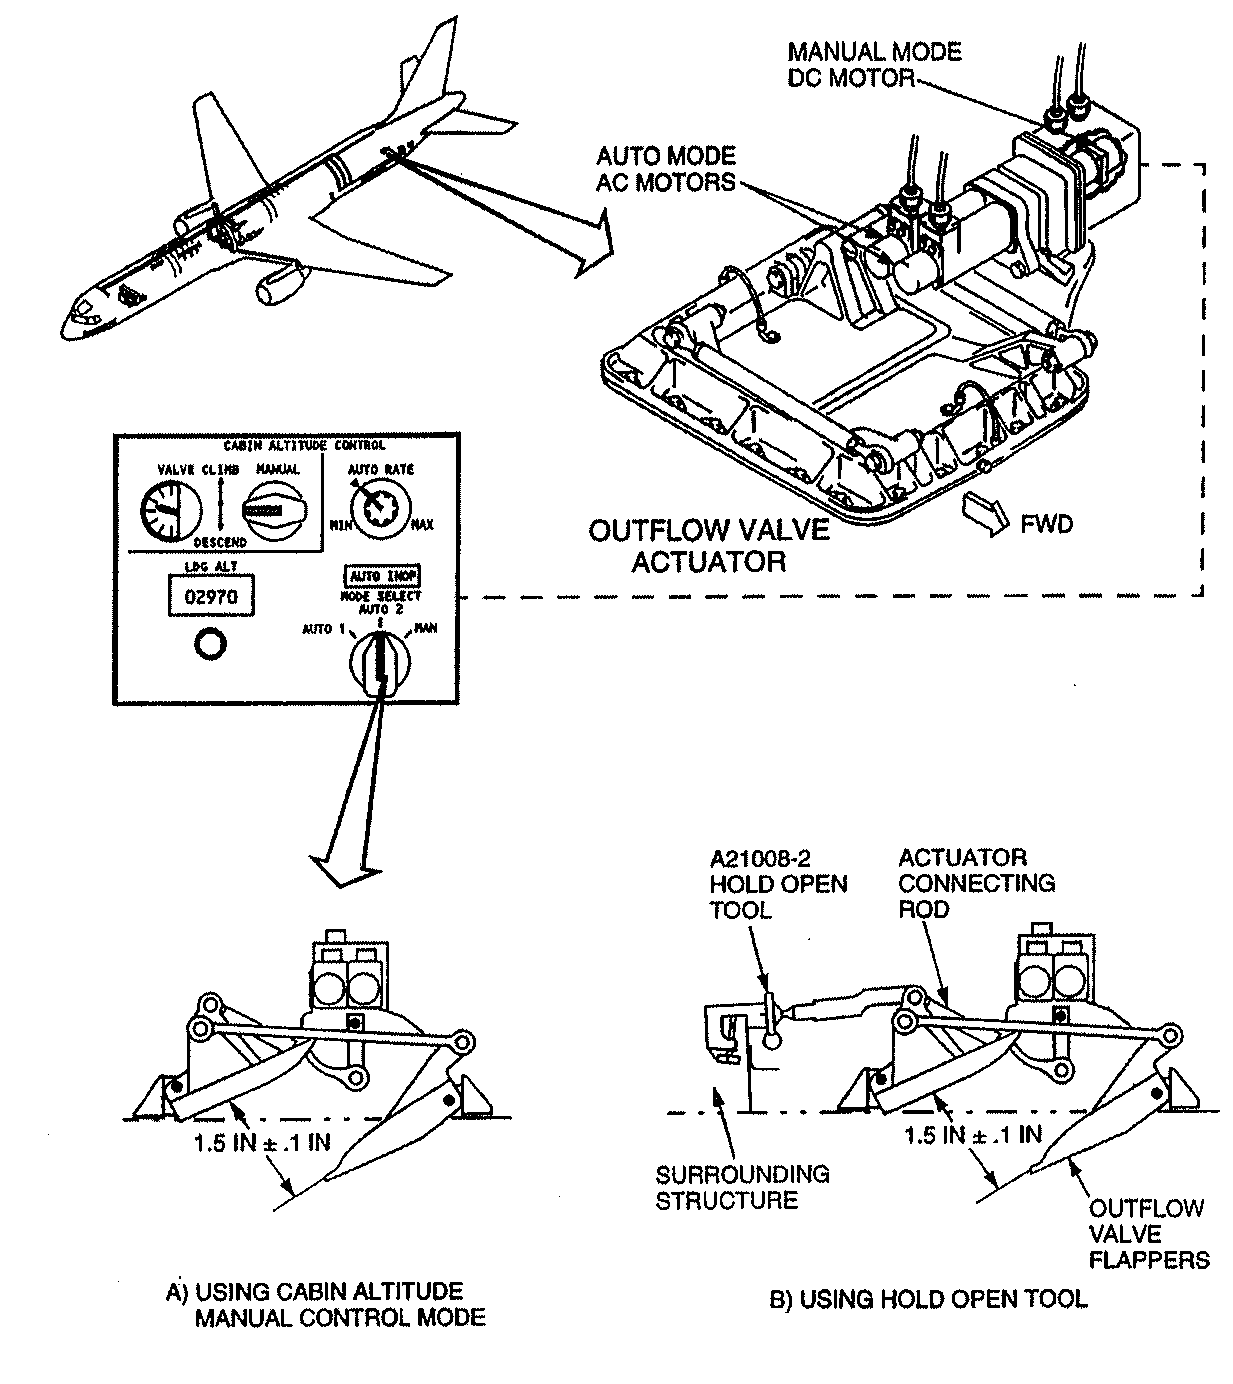 MANUAL MODE
DC MOTOR
AUTO MODE
AC MOTORS
OUTFLOW VALVE
ACTUATOR
FWD
CABIN ALTITUDE CONTROL
VALVE CLIMB
MANUAL
AUTO RATE
MIN
MAX
DESCEND
LDG ALT
02970
AUTO INOP
MODE SELECT
AUTO 2
AUTO 1
MAN
A21008-2
HOLD OPEN
TOOL
ACTUATOR
CONNECTING
ROD
1.5 IN ± .1 IN
1.5 IN ± .1 IN
SURROUNDING
STRUCTURE
OUTFLOW
VALVE
FLAPPERS
A) USING CABIN ALTITUDE
MANUAL CONTROL MODE
B) USING HOLD OPEN TOOL